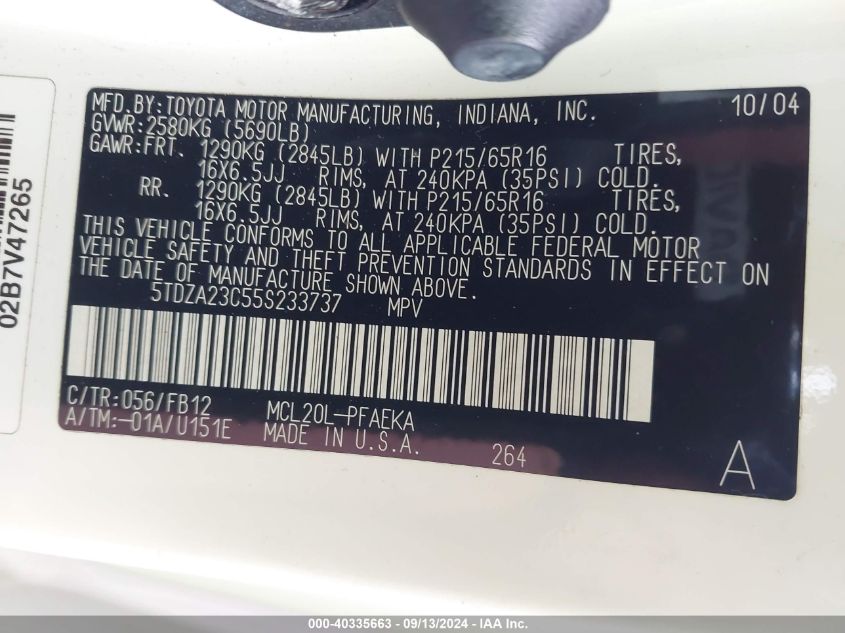 MFD.BY:TOYOTA MOTOR MANUFACTURING, INDIANA, INC. 10/04
GVWR:2580KG (5690LB)
GAWR:FRT. 1290KG (2845LB) WITH P215/65R16 TIRES,
16X6.5JJ RIMS, AT 240KPA (35PSI) COLD.
RR. 1290KG (2845LB) WITH P215/65R16 TIRES,
16X6.5JJ RIMS, AT 240KPA (35PSI) COLD.
THIS VEHICLE CONFORMS TO ALL APPLICABLE FEDERAL MOTOR
VEHICLE SAFETY AND THEFT PREVENTION STANDARDS IN EFFECT ON
THE DATE OF MANUFACTURE SHOWN ABOVE.
5TDZA23C55S233737 MPV
C/TR:056/FB12 MCL20L-PFAEKA
A/TM:-01A/U151E MADE IN U.S.A. 264 A
02B7V47265
000-40335663 - 09/13/2024 - IAA Inc.